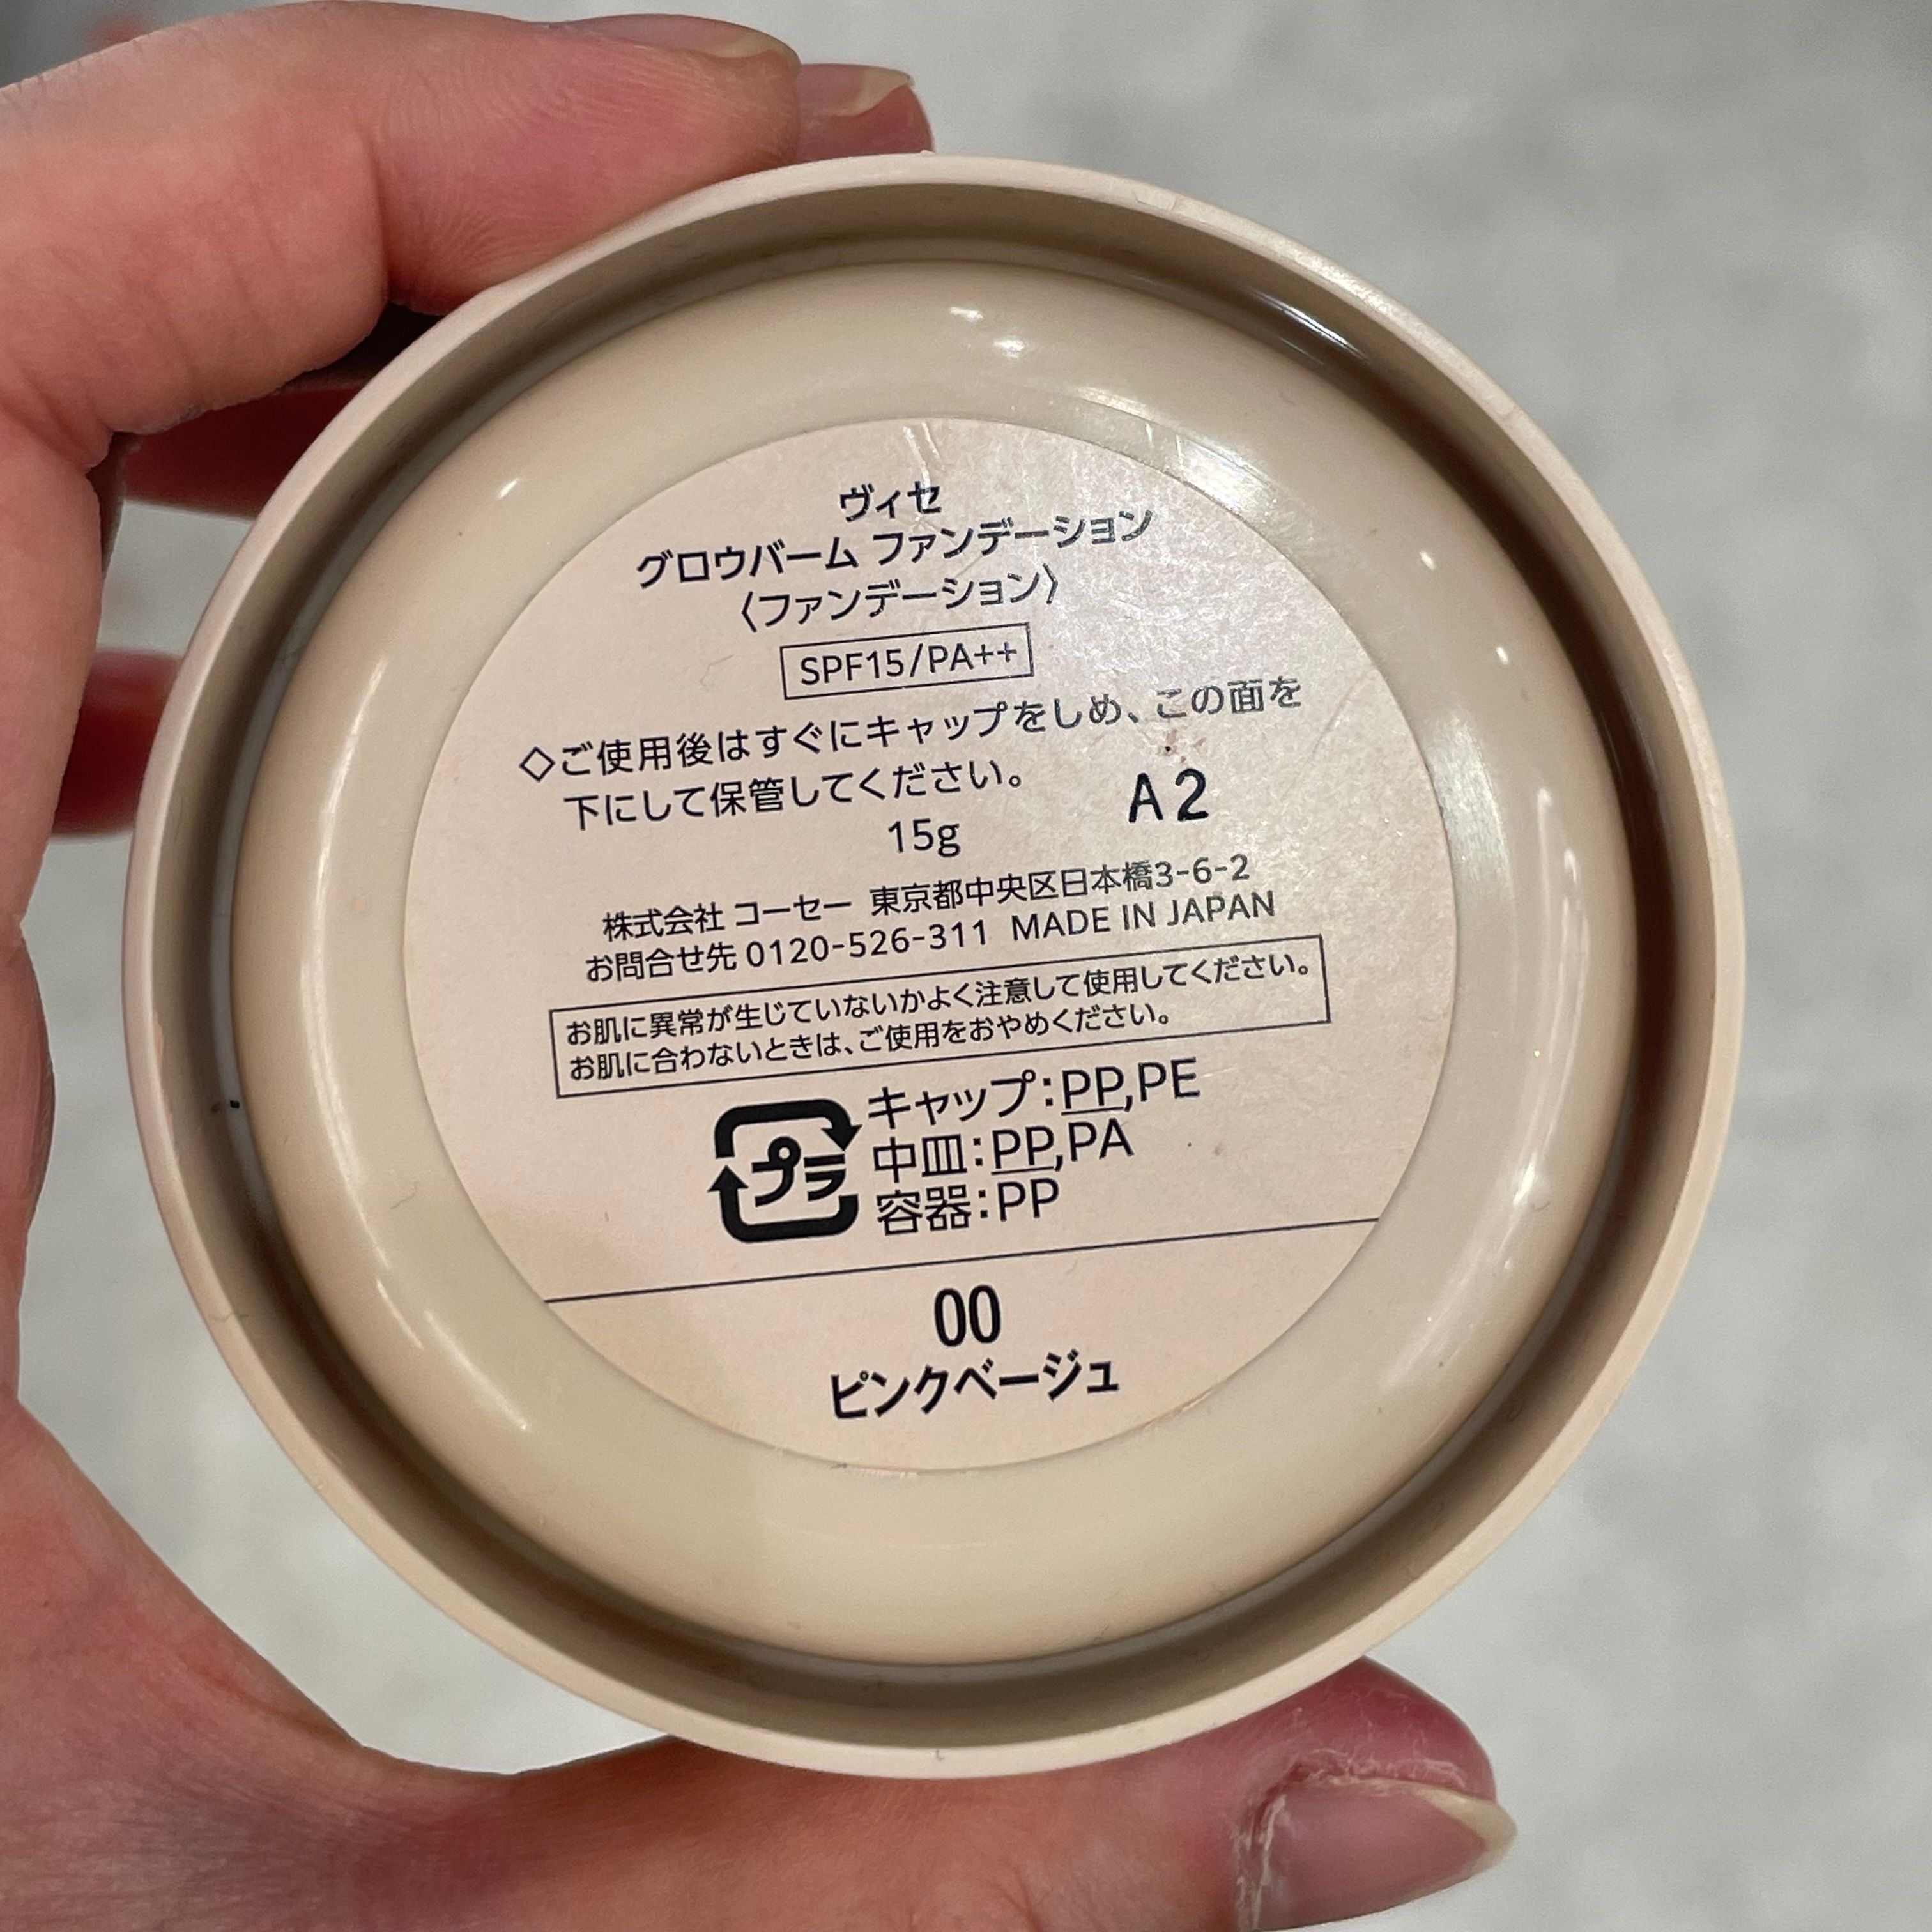 ヴィセ
グロウバーム ファンデーション
〈ファンデーション〉
SPF15/PA++
◇ご使用後はすぐにキャップをしめ、この面を
下にして保管してください。
A2
15g
株式会社 コーセー 東京都中央区日本橋3-6-2
お問合せ先 0120-526-311 MADE IN JAPAN
お肌に異常が生じていないかよく注意して使用してください。
お肌に合わないときは、ご使用をおやめください。
プラ
キャップ:PP,PE
中皿:PP,PA
容器:PP
00
ピンクベージュ